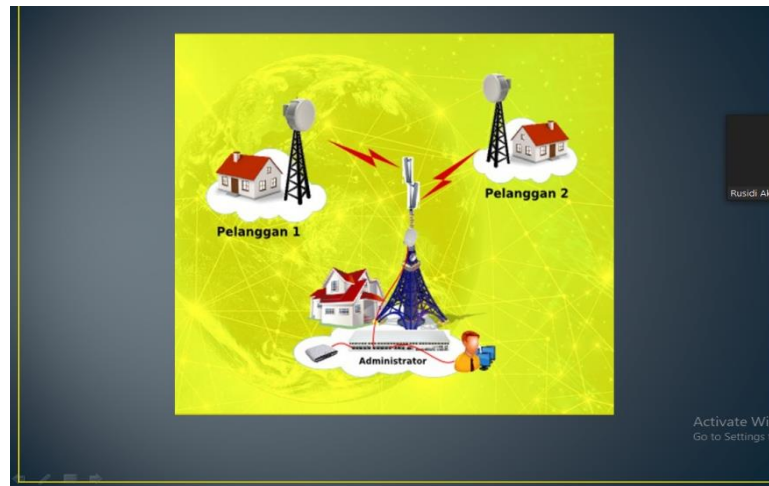 Pelanggan 1
Pelanggan 2
Administrator
Rusidi Ak
Activate Wi
Go to Settings